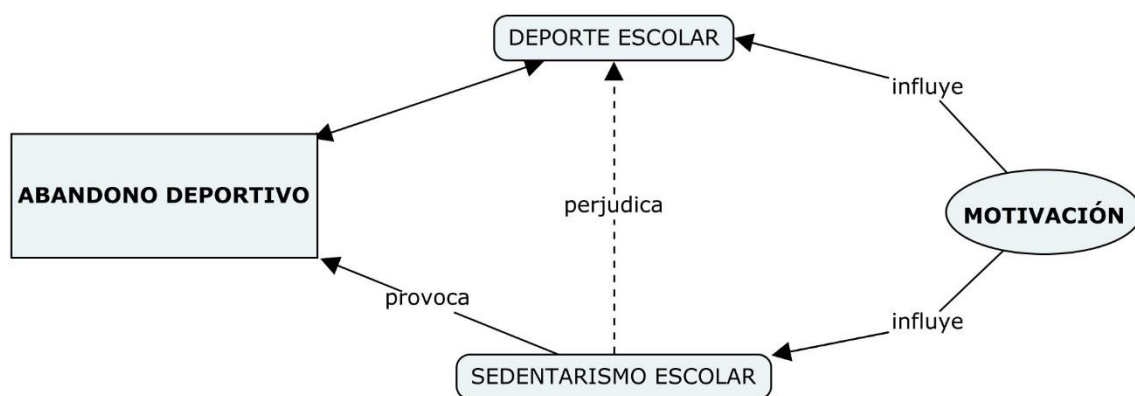 DEPORTE ESCOLAR
influye
ABANDONO DEPORTIVO
perjudica
MOTIVACIÓN
provoca
influye
SEDENTARISMO ESCOLAR